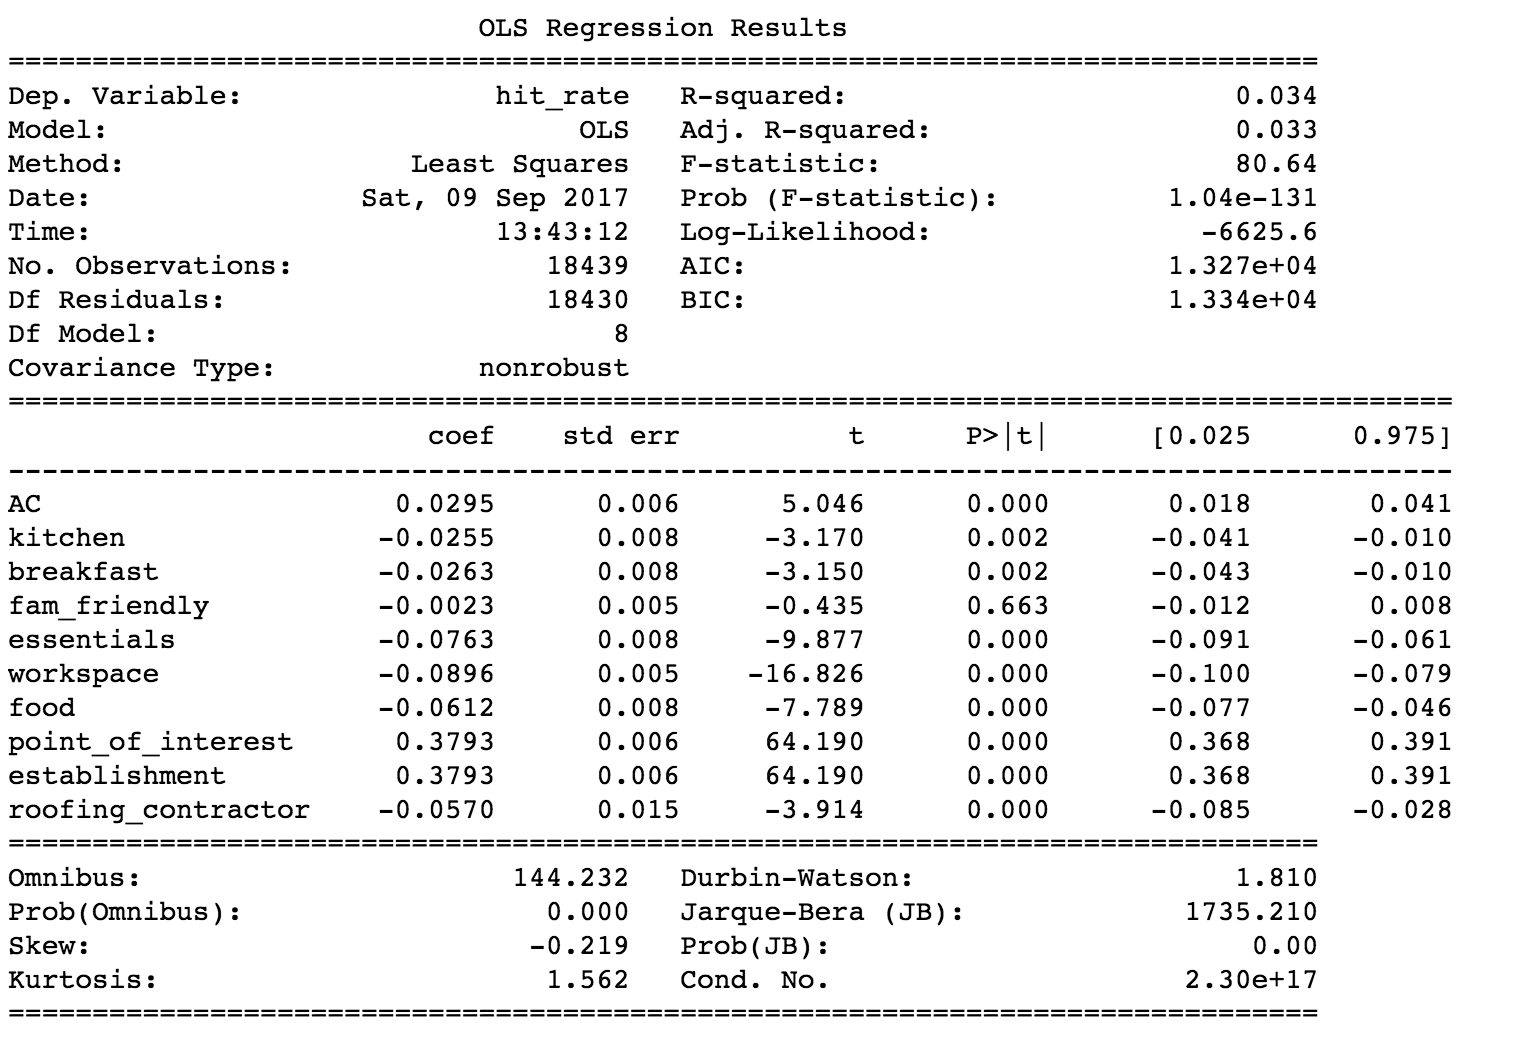 OLS Regression Results
==============================================================================
Dep. Variable:               hit_rate   R-squared:                       0.034
Model:                            OLS   Adj. R-squared:                  0.033
Method:                 Least Squares   F-statistic:                     80.64
Date:                Sat, 09 Sep 2017   Prob (F-statistic):          1.04e-131
Time:                        13:43:12   Log-Likelihood:                -6625.6
No. Observations:               18439   AIC:                         1.327e+04
Df Residuals:                   18430   BIC:                         1.334e+04
Df Model:                           8
Covariance Type:            nonrobust
======================================================================================
                         coef    std err          t      P>|t|      [0.025      0.975]
--------------------------------------------------------------------------------------
AC                     0.0295      0.006      5.046      0.000       0.018       0.041
kitchen               -0.0255      0.008     -3.170      0.002      -0.041      -0.010
breakfast             -0.0263      0.008     -3.150      0.002      -0.043      -0.010
fam_friendly          -0.0023      0.005     -0.435      0.663      -0.012       0.008
essentials            -0.0763      0.008     -9.877      0.000      -0.091      -0.061
workspace             -0.0896      0.005    -16.826      0.000      -0.100      -0.079
food                  -0.0612      0.008     -7.789      0.000      -0.077      -0.046
point_of_interest      0.3793      0.006     64.190      0.000       0.368       0.391
establishment          0.3793      0.006     64.190      0.000       0.368       0.391
roofing_contractor    -0.0570      0.015     -3.914      0.000      -0.085      -0.028
==============================================================================
Omnibus:                      144.232   Durbin-Watson:                   1.810
Prob(Omnibus):                  0.000   Jarque-Bera (JB):             1735.210
Skew:                          -0.219   Prob(JB):                         0.00
Kurtosis:                       1.562   Cond. No.                     2.30e+17
==============================================================================